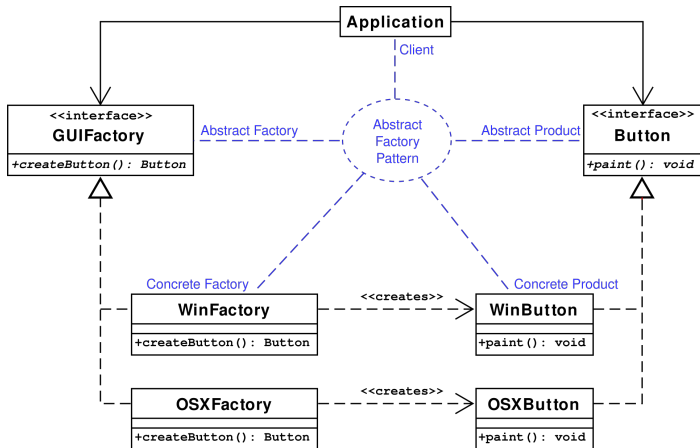 Application
Client
<<interface>>
GUIFactory
+createButton(): Button
Abstract Factory
Abstract
Factory
Pattern
Abstract Product
<<interface>>
Button
+paint(): void
Concrete Factory
Concrete Product
WinFactory
+createButton(): Button
<<creates>>
WinButton
+paint(): void
OSXFactory
+createButton(): Button
<<creates>>
OSXButton
+paint(): void